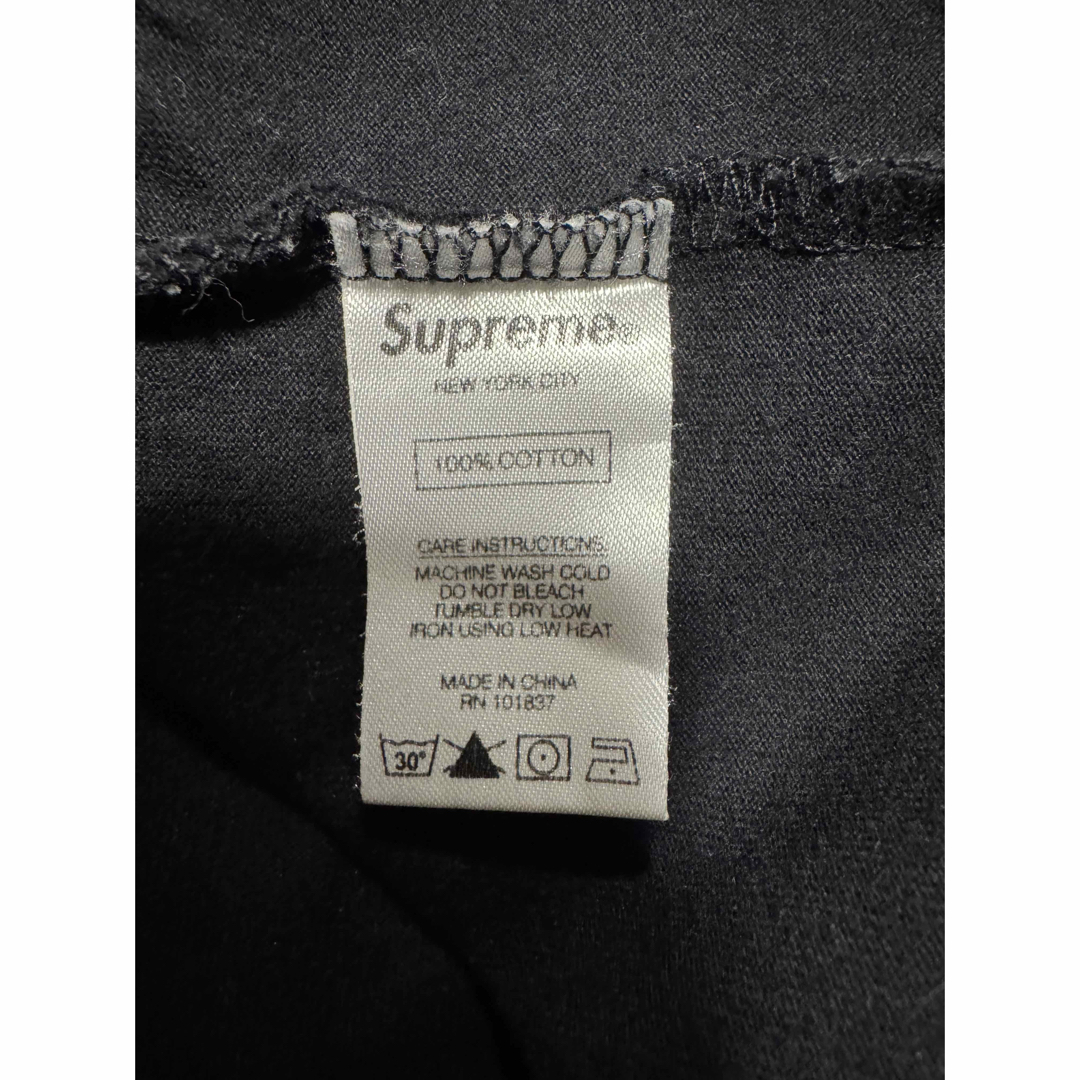 Supreme®
NEW YORK CITY
100% COTTON
CARE INSTRUCTIONS:
MACHINE WASH COLD
DO NOT BLEACH
TUMBLE DRY LOW
IRON USING LOW HEAT
MADE IN CHINA
RN 101837
30°